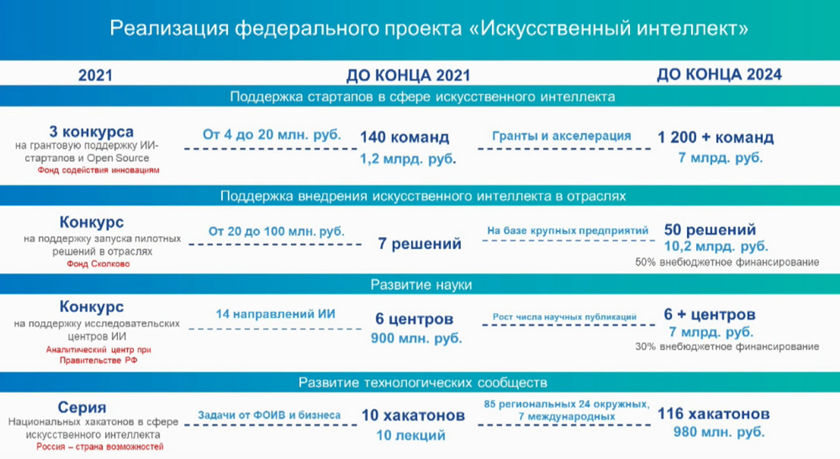 Реализация федерального проекта «Искусственный интеллект»
2021
ДО КОНЦА 2021
ДО КОНЦА 2024
Поддержка стартапов в сфере искусственного интеллекта
3 конкурса
на грантовую поддержку ИИ-
стартапов и Open Source
Фонд содействия инновациям
От 4 до 20 млн. руб.
140 команд
1,2 млрд. руб.
Гранты и акселерация
1 200 + команд
7 млрд. руб.
Поддержка внедрения искусственного интеллекта в отраслях
Конкурс
на поддержку запуска пилотных
решений в отраслях
Фонд Сколково
От 20 до 100 млн. руб.
7 решений
На базе крупных предприятий
50 решений
10,2 млрд. руб.
50% внебюджетное финансирование
Развитие науки
Конкурс
на поддержку исследовательских
центров ИИ
Аналитический центр при
Правительстве РФ
14 направлений ИИ
6 центров
900 млн. руб.
Рост числа научных публикаций
6 + центров
7 млрд. руб.
30% внебюджетное финансирование
Развитие технологических сообществ
Серия
Национальных хакатонов в сфере
искусственного интеллекта
Россия – страна возможностей
Задачи от ФОИВ и бизнеса
10 хакатонов
10 лекций
85 региональных 24 окружных,
7 международных
116 хакатонов
980 млн. руб.